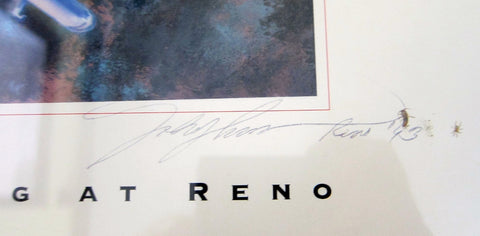 Reno '93
G AT RENO